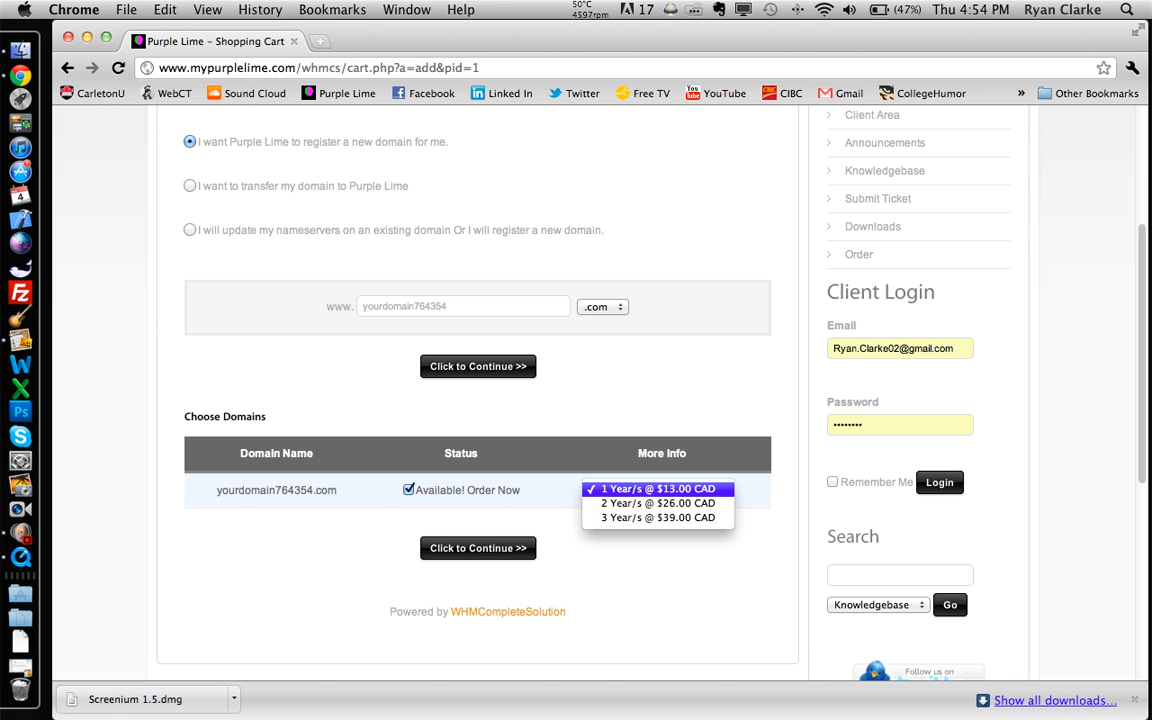 Chrome File Edit View History Bookmarks Window Help 50°C 4597rpm 17 (47%) Thu 4:54 PM Ryan Clarke
Purple Lime – Shopping Cart
www.mypurplelime.com/whmcs/cart.php?a=add&pid=1
CarletonU WebCT Sound Cloud Purple Lime Facebook Linked In Twitter Free TV YouTube CIBC Gmail CollegeHumor » Other Bookmarks
I want Purple Lime to register a new domain for me.
I want to transfer my domain to Purple Lime
I will update my nameservers on an existing domain Or I will register a new domain.
www. yourdomain764354 .com
Click to Continue >>
Choose Domains
Domain Name Status More Info
yourdomain764354.com Available! Order Now
1 Year/s @ $13.00 CAD
2 Year/s @ $26.00 CAD
3 Year/s @ $39.00 CAD
Click to Continue >>
Powered by WHMCompleteSolution
Client Area
Announcements
Knowledgebase
Submit Ticket
Downloads
Order
Client Login
Email
Ryan.Clarke02@gmail.com
Password
••••••••
Remember Me Login
Search
Knowledgebase Go
Follow us on
Screenium 1.5.dmg
Show all downloads...